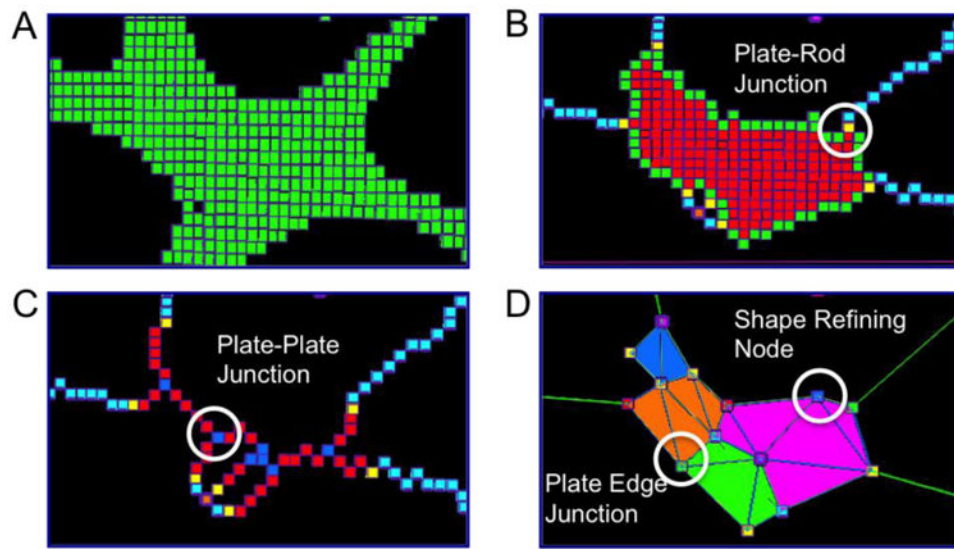 A
B
Plate-Rod
Junction
C
Plate-Plate
Junction
D
Shape Refining
Node
Plate Edge
Junction